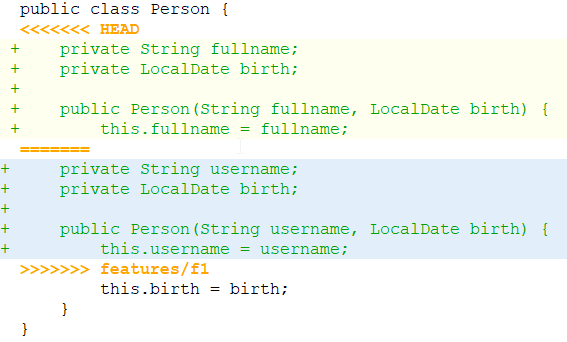 public class Person {
<<<<<<< HEAD
+    private String fullname;
+    private LocalDate birth;
+
+    public Person(String fullname, LocalDate birth) {
+        this.fullname = fullname;
=======
+    private String username;
+    private LocalDate birth;
+
+    public Person(String username, LocalDate birth) {
+        this.username = username;
>>>>>>> features/f1
        this.birth = birth;
    }
}